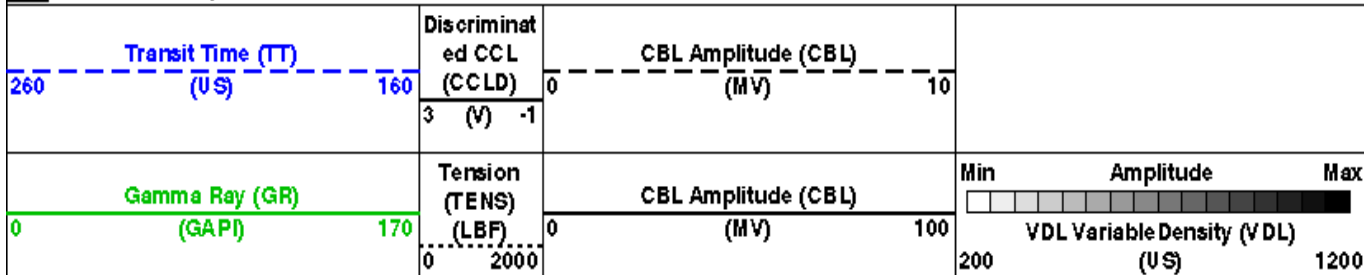 Transit Time (TT)
260 (US) 160
Discriminat
ed CCL
(CCLD)
3 (V) -1
CBL Amplitude (CBL)
0 (MV) 10
Gamma Ray (GR)
0 (GAPI) 170
Tension
(TENS)
(LBF)
0 2000
CBL Amplitude (CBL)
0 (MV) 100
Min Amplitude Max
VDL Variable Density (VDL)
200 (US) 1200